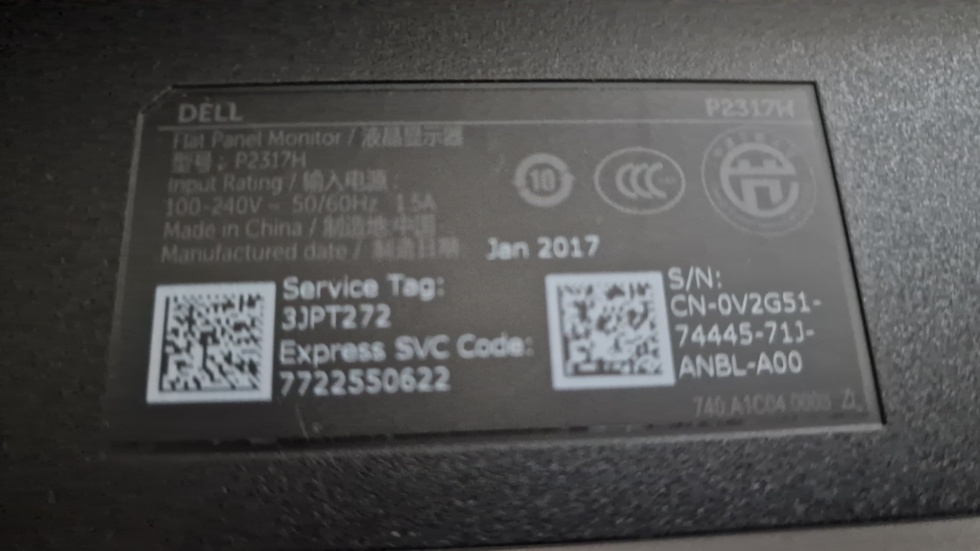 DELL P2317H
Flat Panel Monitor / 液晶显示器
型号: P2317H
Input Rating / 输入电源:
100-240V ~ 50/60Hz, 1.5A
Made in China / 制造地 中国
Manufactured date / 制造日期: Jan 2017
10
CCC
Service Tag:
3JPT272
Express SVC Code:
7722550622
S/N:
CN-0V2G51-
74445-71J-
ANBL-A00
740.A1C04.